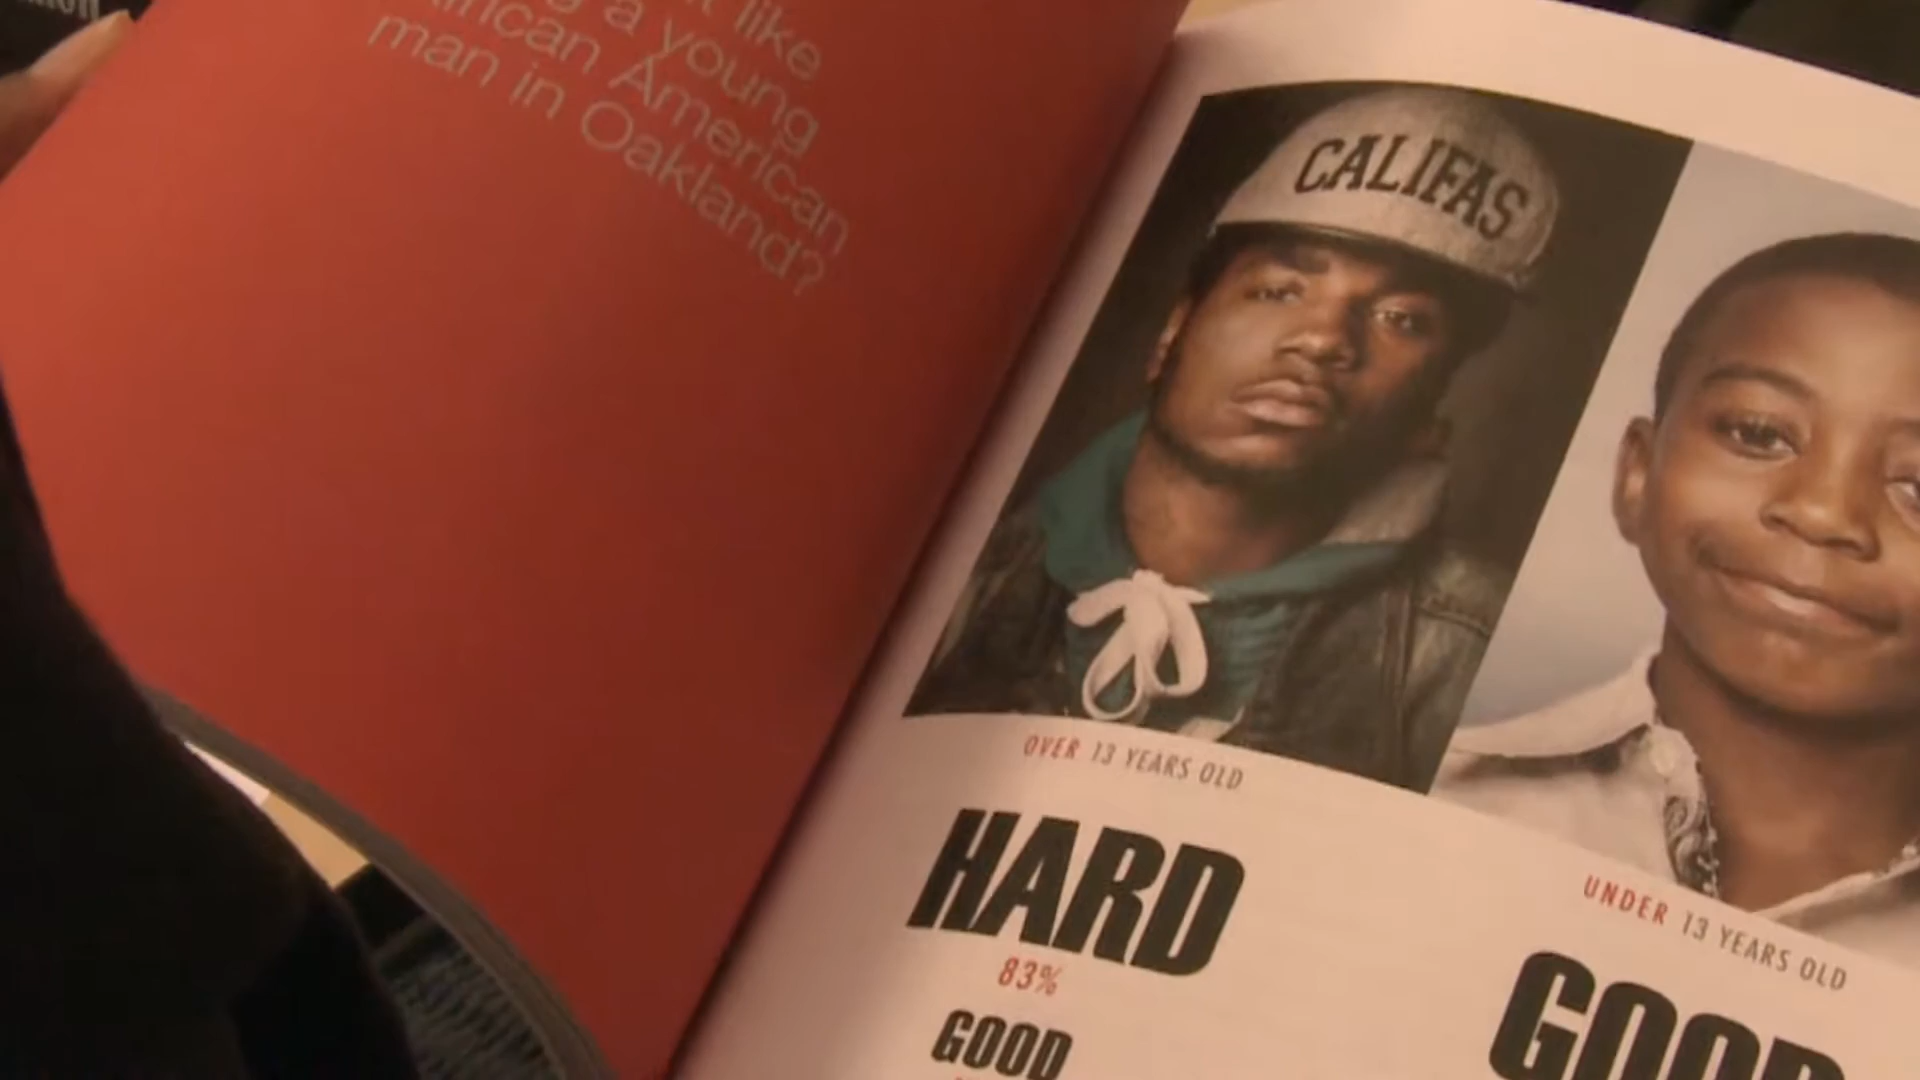 like
a young
American
man in Oakland?
CALIFAS
OVER 13 YEARS OLD
HARD
83%
GOOD
UNDER 13 YEARS OLD
GOOD